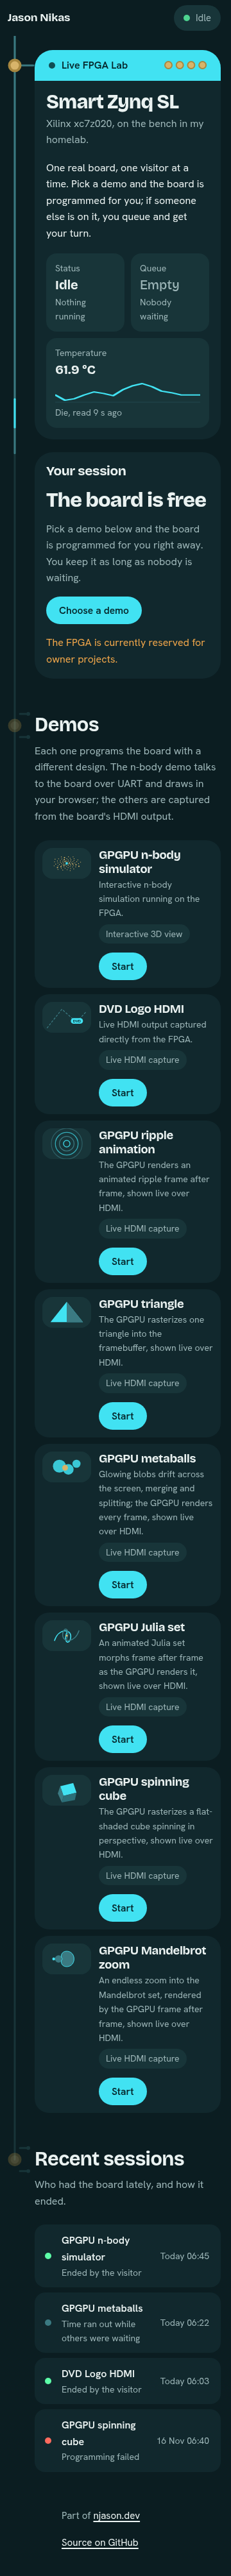 Jason Nikas
Idle
Live FPGA Lab
Smart Zynq SL
Xilinx xc7z020, on the bench in my
homelab.
One real board, one visitor at a
time. Pick a demo and the board is
programmed for you; if someone
else is on it, you queue and get
your turn.
Status
Idle
Nothing
running
Queue
Empty
Nobody
waiting
Temperature
61.9 °C
Die, read 9 s ago
Your session
The board is free
Pick a demo below and the board
is programmed for you right away.
You keep it as long as nobody is
waiting.
Choose a demo
The FPGA is currently reserved for
owner projects.
Demos
Each one programs the board with a
different design. The n-body demo talks
to the board over UART and draws in
your browser; the others are captured
from the board's HDMI output.
GPGPU n-body
simulator
Interactive n-body
simulation running on the
FPGA.
Interactive 3D view
Start
DVD Logo HDMI
Live HDMI output captured
directly from the FPGA.
Live HDMI capture
Start
GPGPU ripple
animation
The GPGPU renders an
animated ripple frame after
frame, shown live over
HDMI.
Live HDMI capture
Start
GPGPU triangle
The GPGPU rasterizes one
triangle into the
framebuffer, shown live over
HDMI.
Live HDMI capture
Start
GPGPU metaballs
Glowing blobs drift across
the screen, merging and
splitting; the GPGPU renders
every frame, shown live
over HDMI.
Live HDMI capture
Start
GPGPU Julia set
An animated Julia set
morphs frame after frame
as the GPGPU renders it,
shown live over HDMI.
Live HDMI capture
Start
GPGPU spinning
cube
The GPGPU rasterizes a flat-
shaded cube spinning in
perspective, shown live over
HDMI.
Live HDMI capture
Start
GPGPU Mandelbrot
zoom
An endless zoom into the
Mandelbrot set, rendered
by the GPGPU frame after
frame, shown live over
HDMI.
Live HDMI capture
Start
Recent sessions
Who had the board lately, and how it
ended.
GPGPU n-body
simulator
Ended by the visitor
Today 06:45
GPGPU metaballs
Time ran out while
others were waiting
Today 06:22
DVD Logo HDMI
Ended by the visitor
Today 06:03
GPGPU spinning
cube
Programming failed
16 Nov 06:40
Part of njason.dev
Source on GitHub